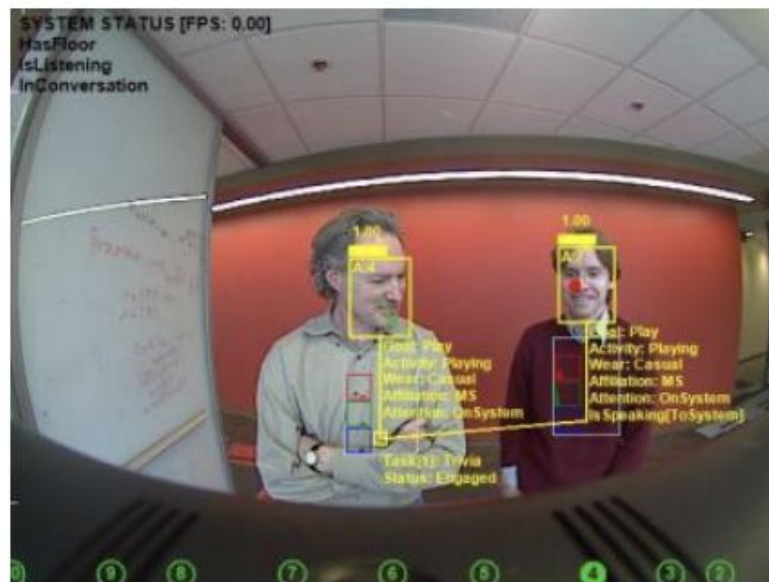 SYSTEM STATUS [FPS: 0.00]
HasFloor
IsListening
InConversation
1.00
A:4
1.00
Goal: Play
Activity: Playing
Wear: Casual
Affiliation: MS
Attention: OnSystem
Task(1): Trivia
Status: Engaged
Goal: Play
Activity: Playing
Wear: Casual
Affiliation: MS
Attention: OnSystem
IsSpeaking[ToSystem]
9
8
7
6
5
4
3
2